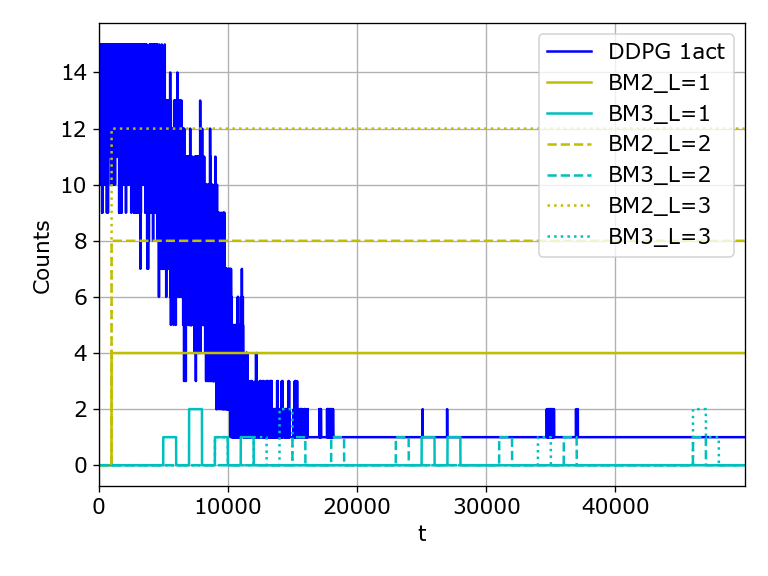 DDPG 1act
BM2_L=1
BM3_L=1
BM2_L=2
BM3_L=2
BM2_L=3
BM3_L=3
Counts
14
12
10
8
6
4
2
0
0 10000 20000 30000 40000
t